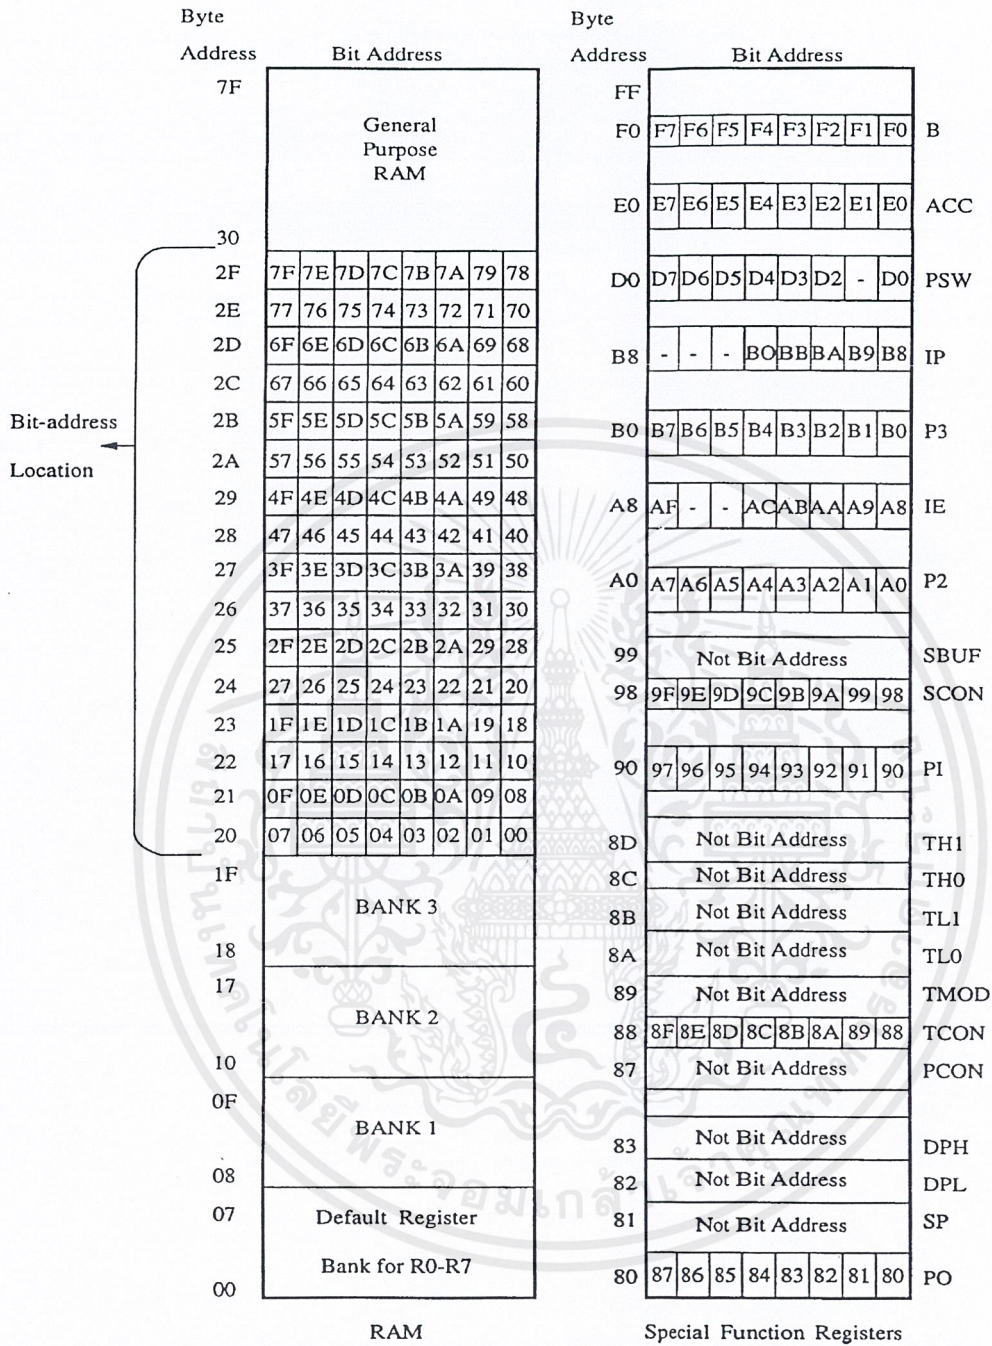 Byte
Address Bit Address
7F
General
Purpose
RAM
30
2F 7F 7E 7D 7C 7B 7A 79 78
2E 77 76 75 74 73 72 71 70
2D 6F 6E 6D 6C 6B 6A 69 68
2C 67 66 65 64 63 62 61 60
2B 5F 5E 5D 5C 5B 5A 59 58
2A 57 56 55 54 53 52 51 50
29 4F 4E 4D 4C 4B 4A 49 48
28 47 46 45 44 43 42 41 40
27 3F 3E 3D 3C 3B 3A 39 38
26 37 36 35 34 33 32 31 30
25 2F 2E 2D 2C 2B 2A 29 28
24 27 26 25 24 23 22 21 20
23 1F 1E 1D 1C 1B 1A 19 18
22 17 16 15 14 13 12 11 10
21 0F 0E 0D 0C 0B 0A 09 08
20 07 06 05 04 03 02 01 00
Bit-address
Location
1F
BANK 3
18
17
BANK 2
10
0F
BANK 1
08
07 Default Register
Bank for R0-R7
00
RAM
Byte
Address Bit Address
FF
F0 F7 F6 F5 F4 F3 F2 F1 F0 B
E0 E7 E6 E5 E4 E3 E2 E1 E0 ACC
D0 D7 D6 D5 D4 D3 D2 - D0 PSW
B8 - - - BO BB BA B9 B8 IP
B0 B7 B6 B5 B4 B3 B2 B1 B0 P3
A8 AF - - AC AB AA A9 A8 IE
A0 A7 A6 A5 A4 A3 A2 A1 A0 P2
99 Not Bit Address SBUF
98 9F 9E 9D 9C 9B 9A 99 98 SCON
90 97 96 95 94 93 92 91 90 PI
8D Not Bit Address TH1
8C Not Bit Address TH0
8B Not Bit Address TL1
8A Not Bit Address TL0
89 Not Bit Address TMOD
88 8F 8E 8D 8C 8B 8A 89 88 TCON
87 Not Bit Address PCON
83 Not Bit Address DPH
82 Not Bit Address DPL
81 Not Bit Address SP
80 87 86 85 84 83 82 81 80 PO
Special Function Registers